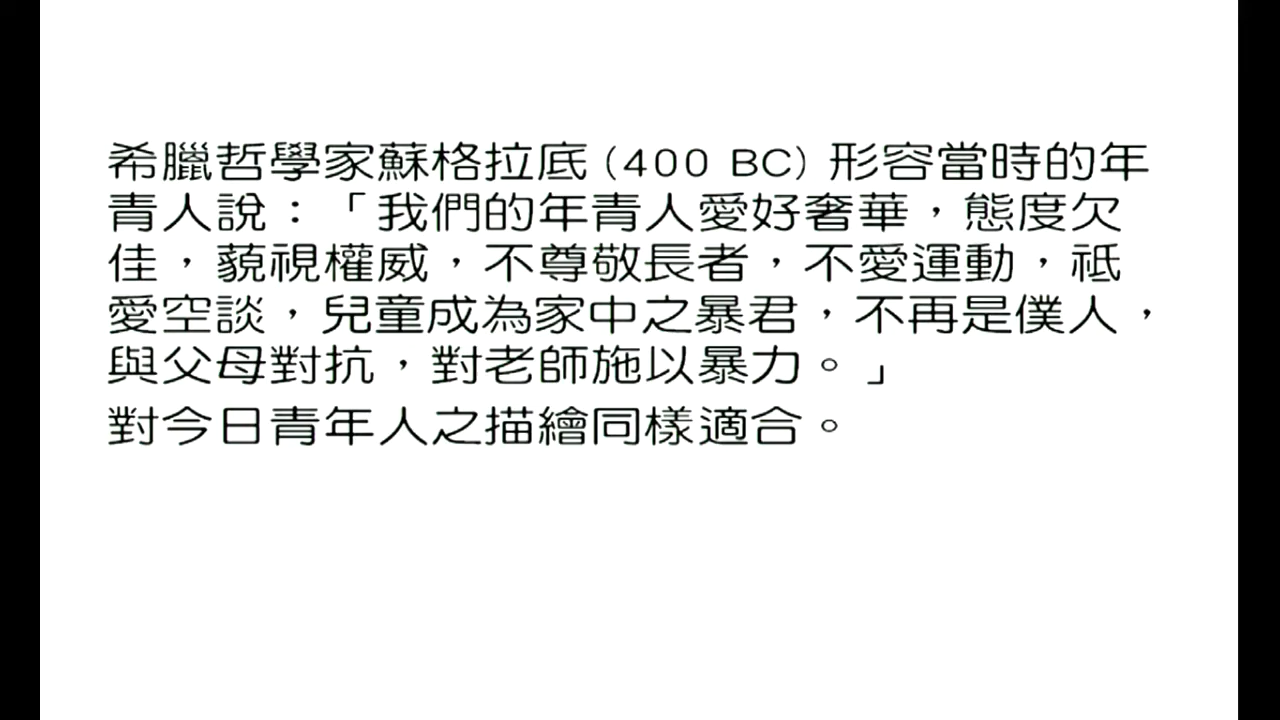 希臘哲學家蘇格拉底 (400 BC) 形容當時的年
青人說：「我們的年青人愛好奢華，態度欠
佳，藐視權威，不尊敬長者，不愛運動，祗
愛空談，兒童成為家中之暴君，不再是僕人，
與父母對抗，對老師施以暴力。」
對今日青年人之描繪同樣適合。